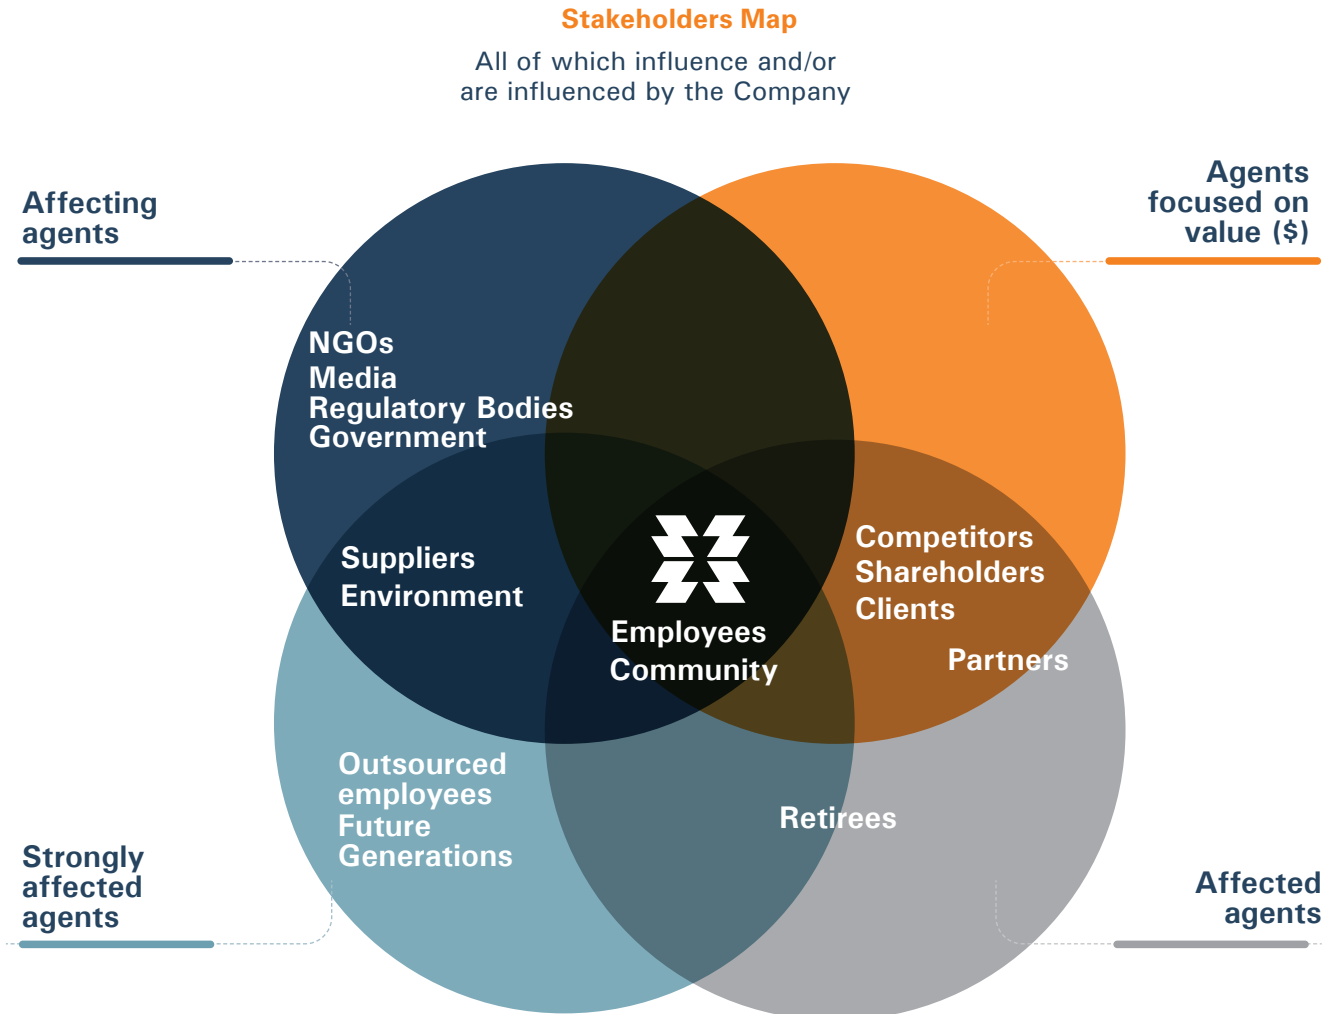 Stakeholders Map
All of which influence and/or
are influenced by the Company
Affecting
agents
Agents
focused on
value ($)
NGOs
Media
Regulatory Bodies
Government
Suppliers
Environment
Employees
Community
Competitors
Shareholders
Clients
Partners
Outsourced
employees
Future
Generations
Retirees
Strongly
affected
agents
Affected
agents